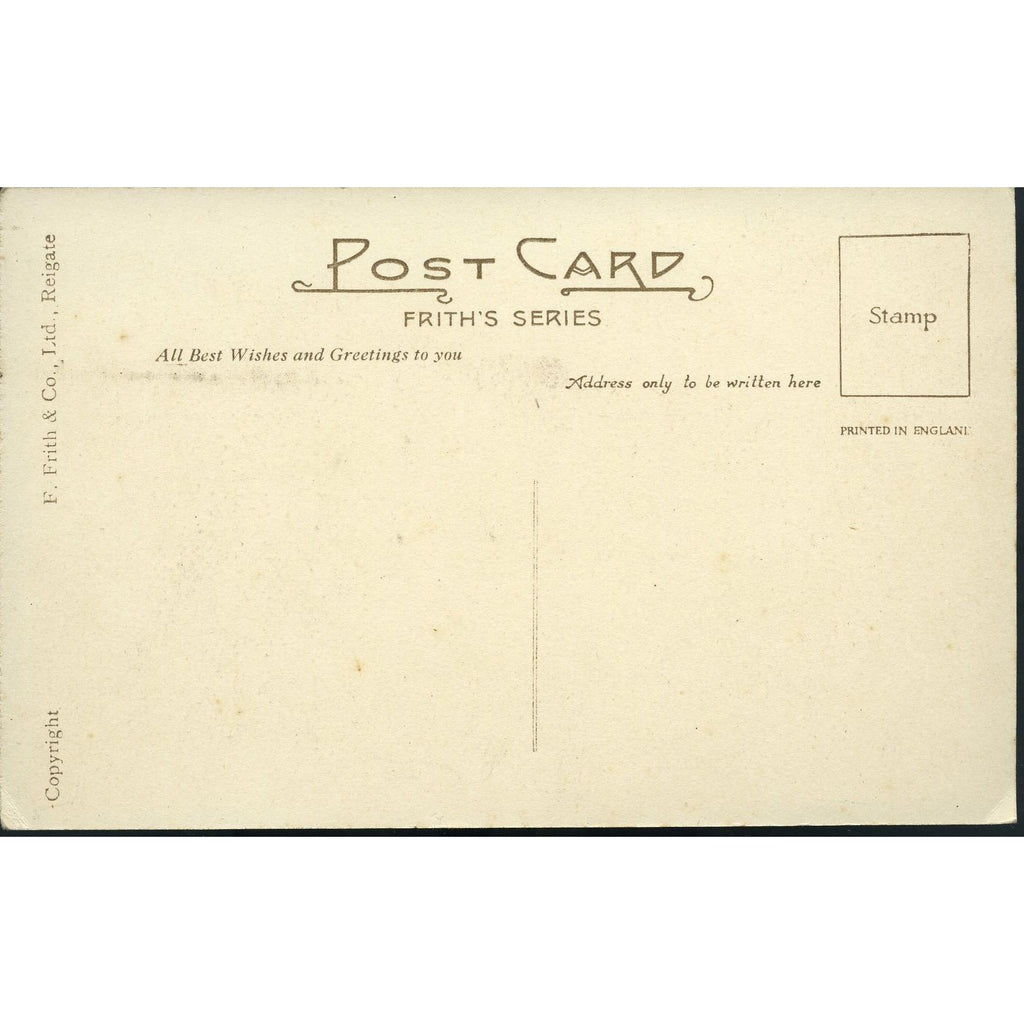 POST CARD
FRITH'S SERIES
All Best Wishes and Greetings to you
Address only to be written here
Stamp
PRINTED IN ENGLAND
F. Frith & Co., Ltd., Reigate
Copyright